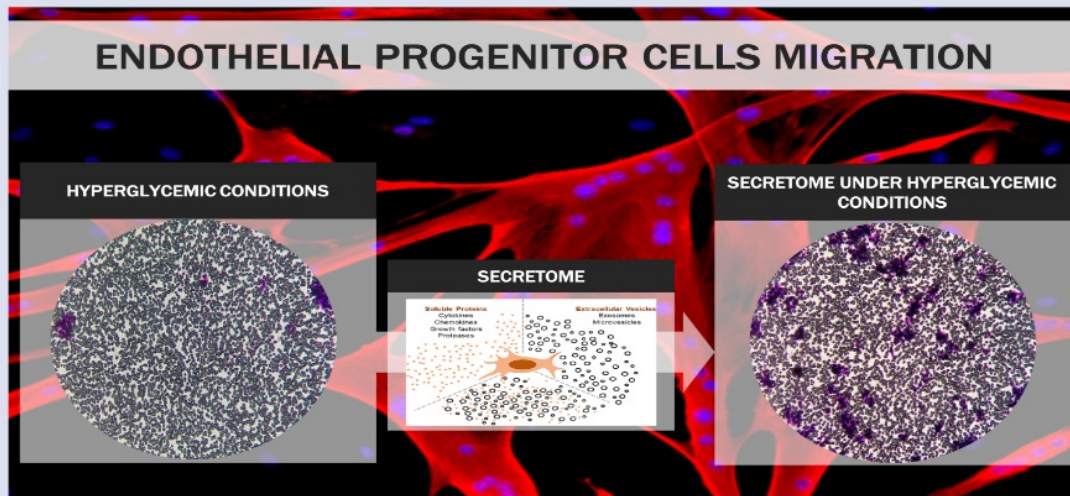 ENDOTHELIAL PROGENITOR CELLS MIGRATION
HYPERGLYCEMIC CONDITIONS
SECRETOME
Soluble Proteins
Cytokines
Chemokines
Growth factors
Proteases
Extracellular Vesicles
Exosomes
Microvesicles
SECRETOME UNDER HYPERGLYCEMIC
CONDITIONS